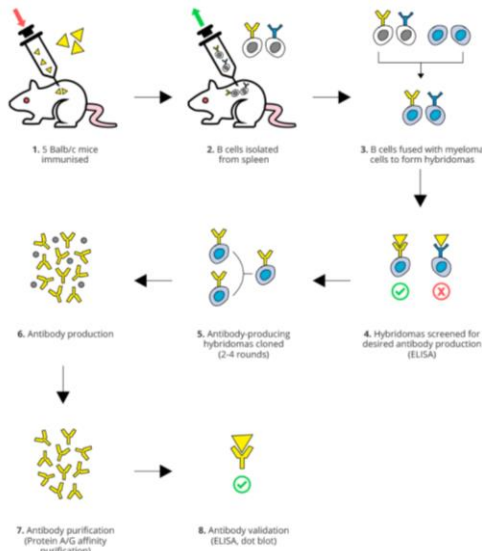 1. 5 Balb/c mice
immunised
2. B cells isolated
from spleen
3. B cells fused with myeloma
cells to form hybridomas
6. Antibody production
5. Antibody-producing
hybridomas cloned
(2-4 rounds)
4. Hybridomas screened for
desired antibody production
(ELISA)
7. Antibody purification
(Protein A/G affinity
purification)
8. Antibody validation
(ELISA, dot blot)